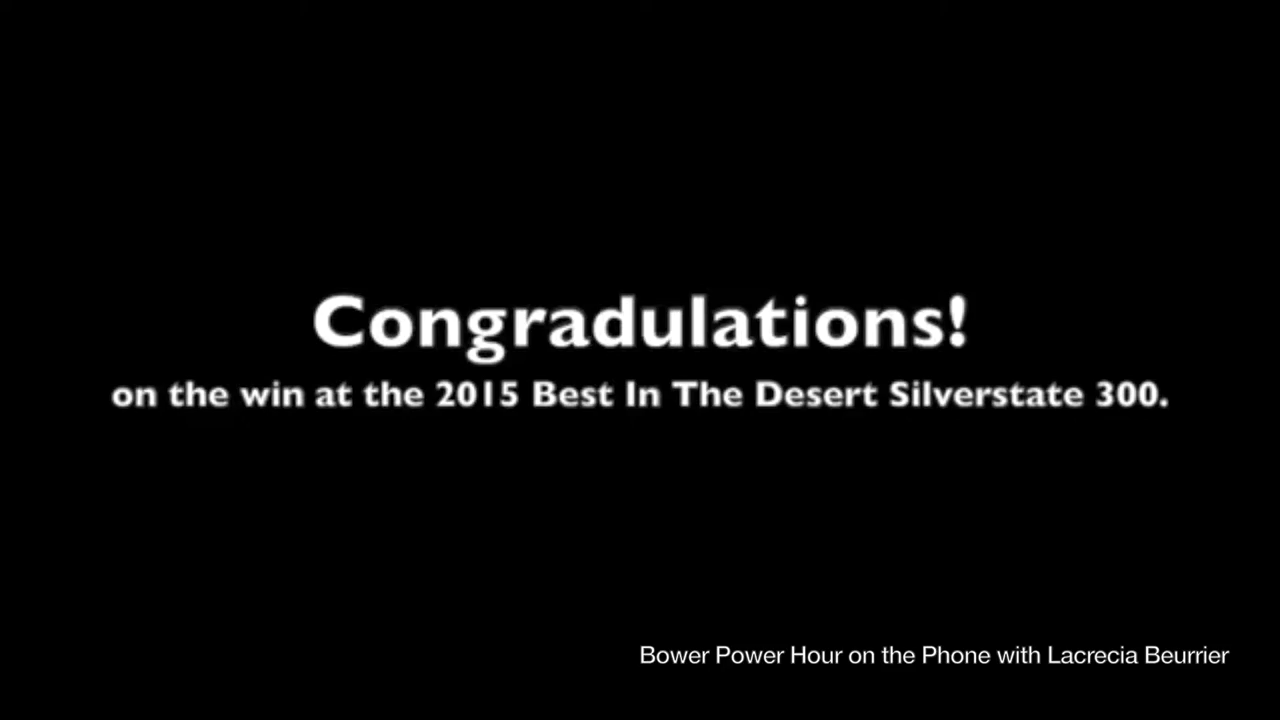 Congradulations!
on the win at the 2015 Best In The Desert Silverstate 300.
Bower Power Hour on the Phone with Lacrecia Beurrier